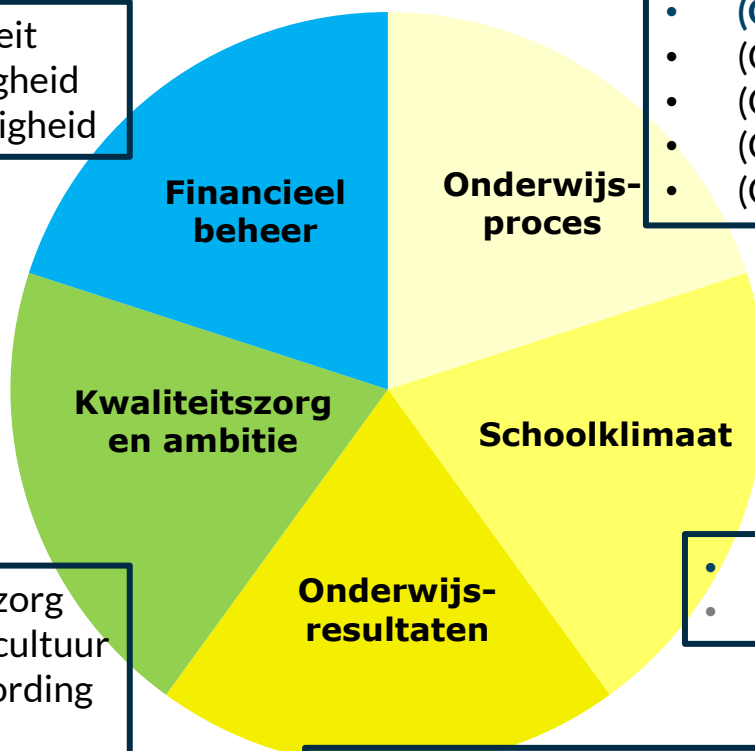 eit
gheid
igheid
• (
• (
• (
• (
• (
Financieel
beheer
Onderwijs-
proces
Kwaliteitszorg
en ambitie
Schoolklimaat
Onderwijs-
resultaten
zorg
cultuur
ording
•
•